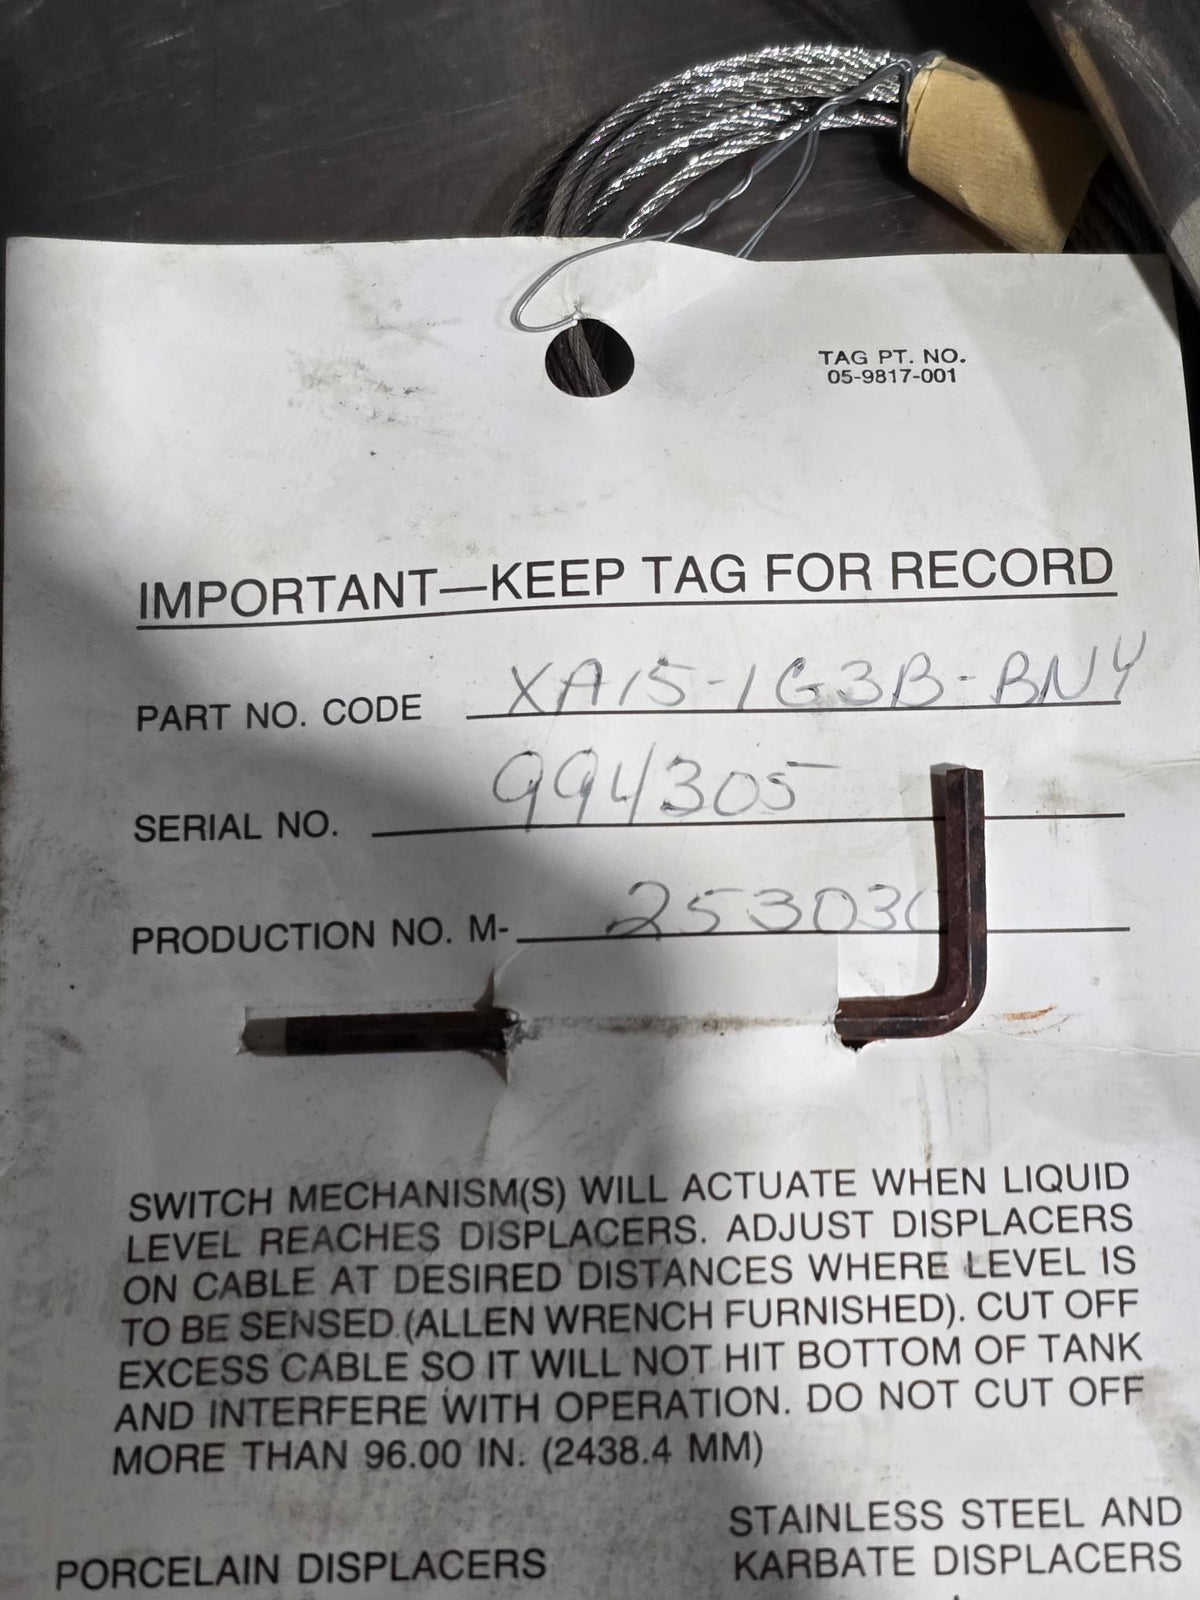 TAG PT. NO.
05-9817-001
IMPORTANT—KEEP TAG FOR RECORD
PART NO. CODE XA15-1G3B-BNY
SERIAL NO. 994305
PRODUCTION NO. M- 253030
SWITCH MECHANISM(S) WILL ACTUATE WHEN LIQUID
LEVEL REACHES DISPLACERS. ADJUST DISPLACERS
ON CABLE AT DESIRED DISTANCES WHERE LEVEL IS
TO BE SENSED (ALLEN WRENCH FURNISHED). CUT OFF
EXCESS CABLE SO IT WILL NOT HIT BOTTOM OF TANK
AND INTERFERE WITH OPERATION. DO NOT CUT OFF
MORE THAN 96.00 IN. (2438.4 MM)
PORCELAIN DISPLACERS
STAINLESS STEEL AND
KARBATE DISPLACERS